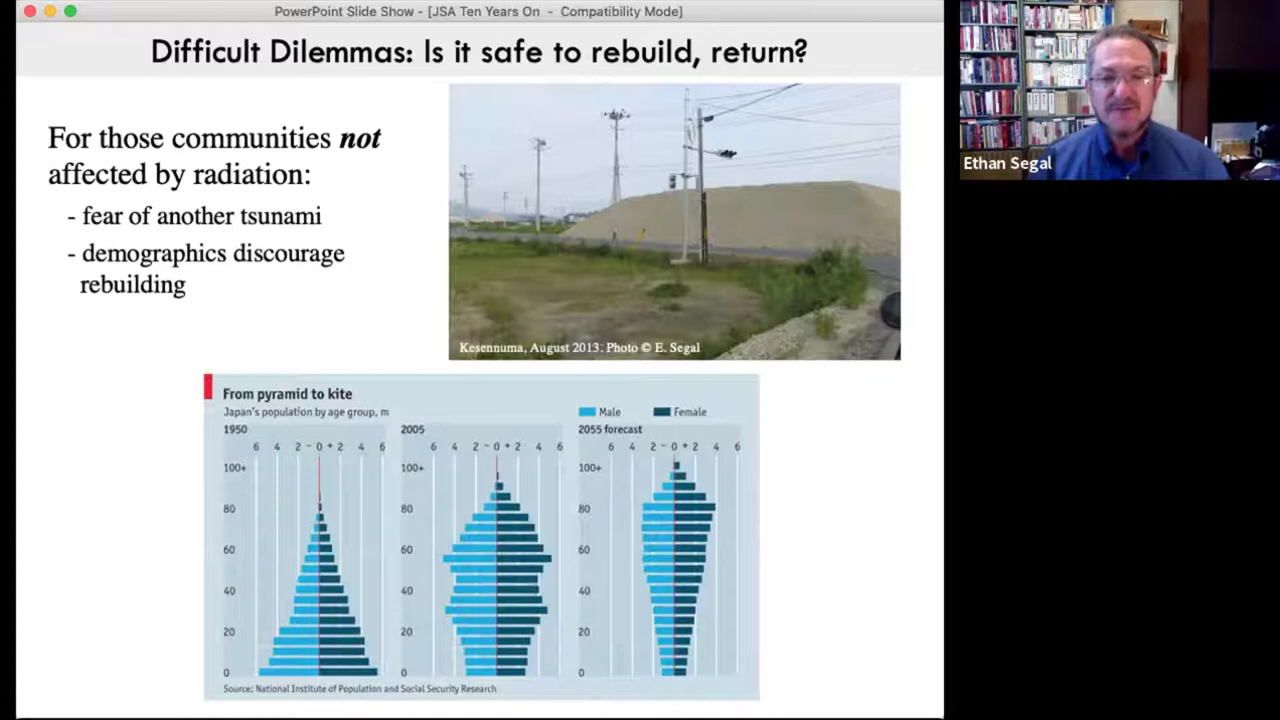 PowerPoint Slide Show - [JSA Ten Years On - Compatibility Mode]
Difficult Dilemmas: Is it safe to rebuild, return?
For those communities not
affected by radiation:
- fear of another tsunami
- demographics discourage
rebuilding
Kesennuma, August 2013. Photo © E. Segal
Ethan Segal
From pyramid to kite
Japan's population by age group, m
Male Female
1950
6 4 2 – 0 + 2 4 6
100+
80
60
40
20
0
2005
6 4 2 – 0 + 2 4 6
100+
80
60
40
20
0
2055 forecast
6 4 2 – 0 + 2 4 6
100+
80
60
40
20
0
Source: National Institute of Population and Social Security Research